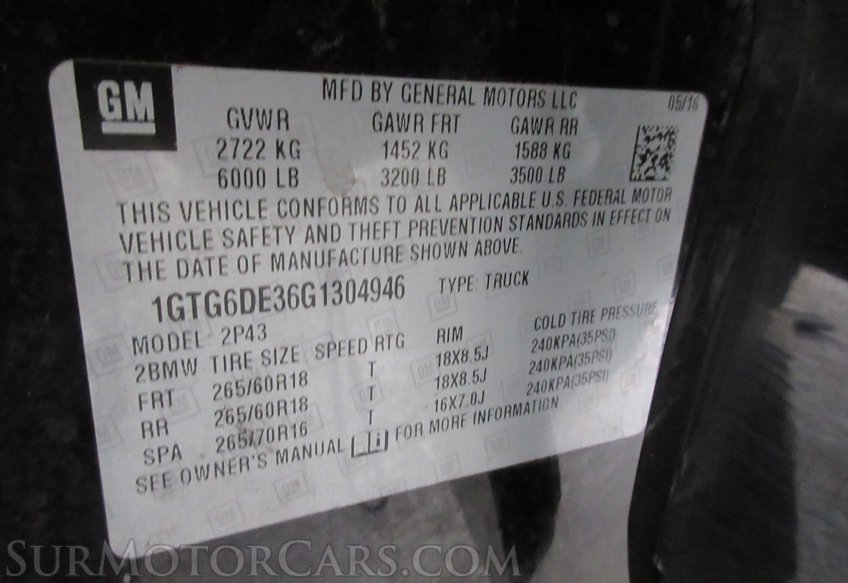 GM
MFD BY GENERAL MOTORS LLC 05/16
GVWR GAWR FRT GAWR RR
2722 KG 1452 KG 1588 KG
6000 LB 3200 LB 3500 LB
THIS VEHICLE CONFORMS TO ALL APPLICABLE U.S. FEDERAL MOTOR
VEHICLE SAFETY AND THEFT PREVENTION STANDARDS IN EFFECT ON
THE DATE OF MANUFACTURE SHOWN ABOVE.
1GTG6DE36G1304946 TYPE: TRUCK
MODEL 2P43
2BMW TIRE SIZE SPEED RTG RIM COLD TIRE PRESSURE
FRT 265/60R18 T 18X8.5J 240KPA(35PSI)
RR 265/60R18 T 18X8.5J 240KPA(35PSI)
SPA 265/70R16 T 16X7.0J 240KPA(35PSI)
SEE OWNER'S MANUAL i FOR MORE INFORMATION
SurMotorCars.com